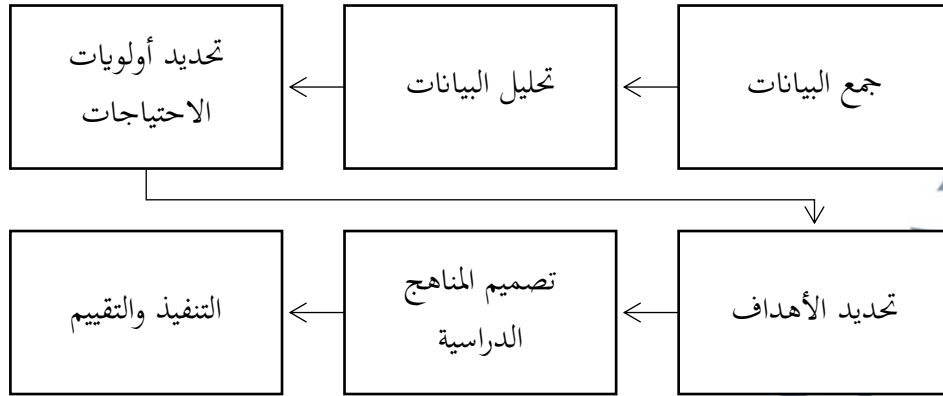 جمع البيانات
تحليل البيانات
تحديد أولويات
الاحتياجات
تحديد الأهداف
تصميم المناهج
الدراسية
التنفيذ والتقييم